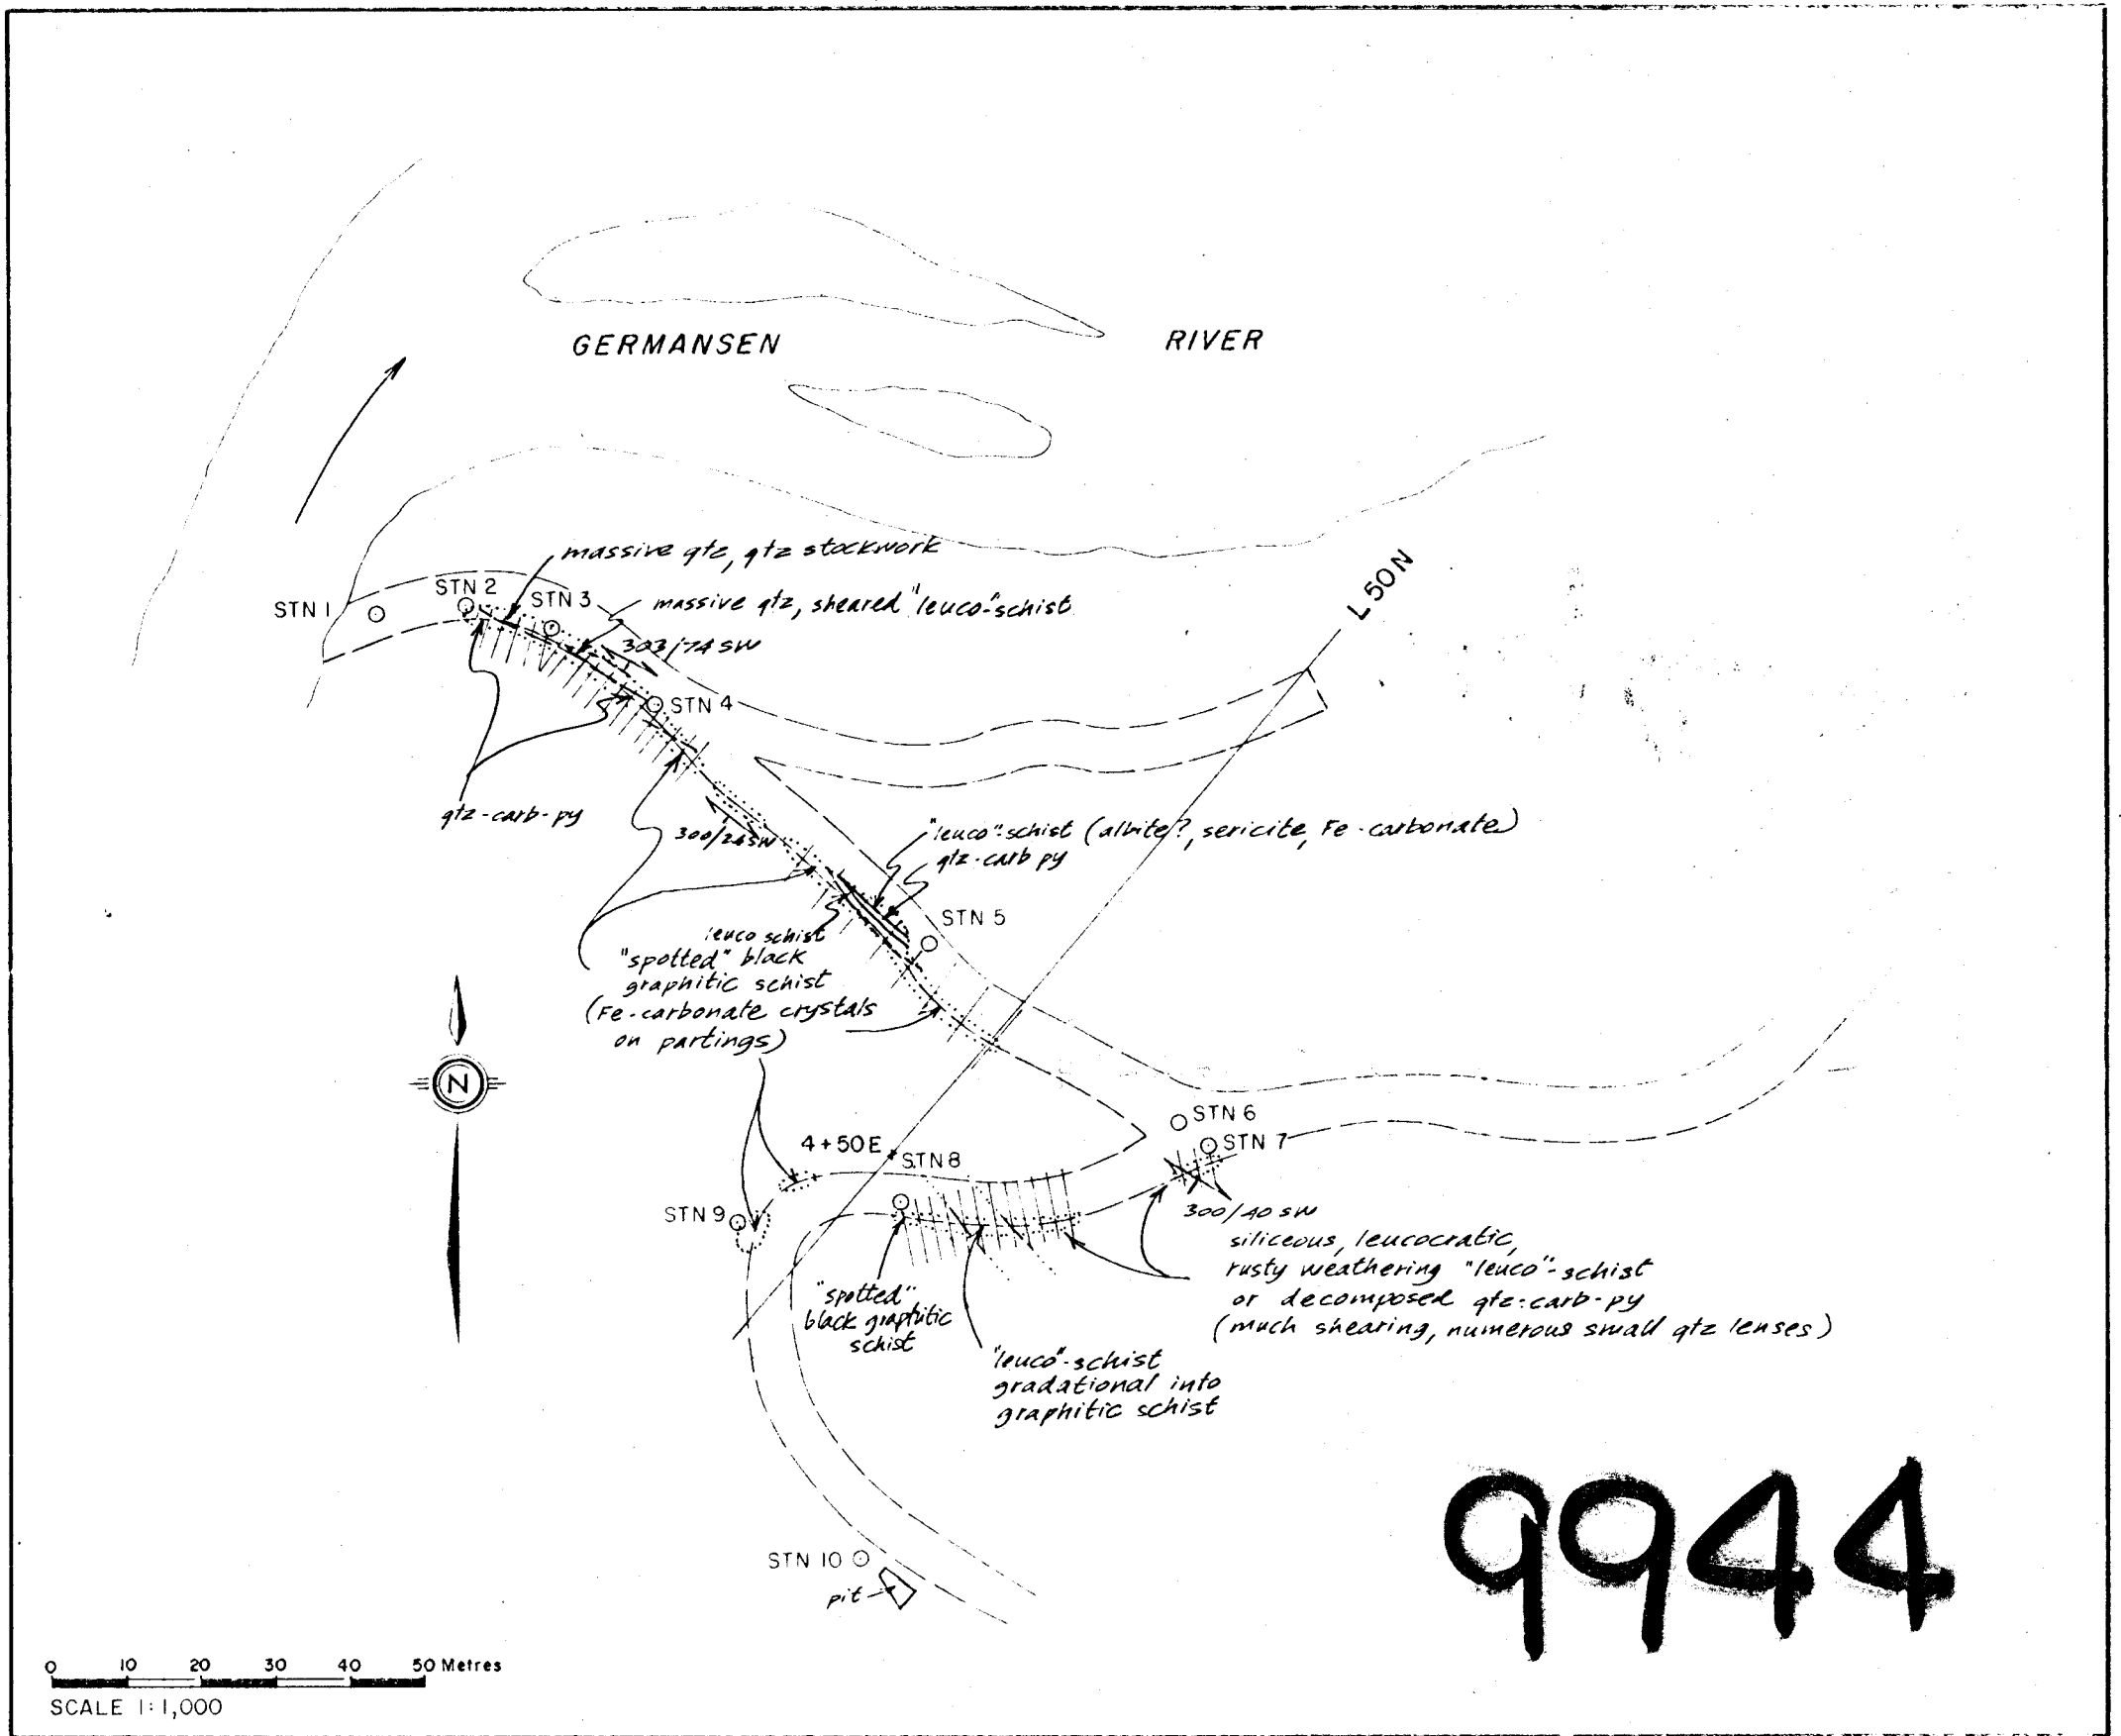 GERMANSEN RIVER
L 50 N
massive qtz, qtz stockwork
STN 1
STN 2
STN 3
massive qtz, sheared "leuco"-schist
303/74 SW
STN 4
qtz-carb-py
300/ SW
"leuco"-schist (albite?, sericite, Fe-carbonate)
qtz-carb py
STN 5
leuco schist
"spotted" black
graphitic schist
(Fe-carbonate crystals
on partings)
N
STN 6
STN 7
4+50E
STN 8
STN 9
300/40 SW
siliceous, leucocratic,
rusty weathering "leuco"-schist
or decomposed qtz-carb-py
(much shearing, numerous small qtz lenses)
"spotted"
black graphitic
schist
"leuco"-schist
gradational into
graphitic schist
STN 10
pit
9944
0 10 20 30 40 50 Metres
SCALE 1:1,000